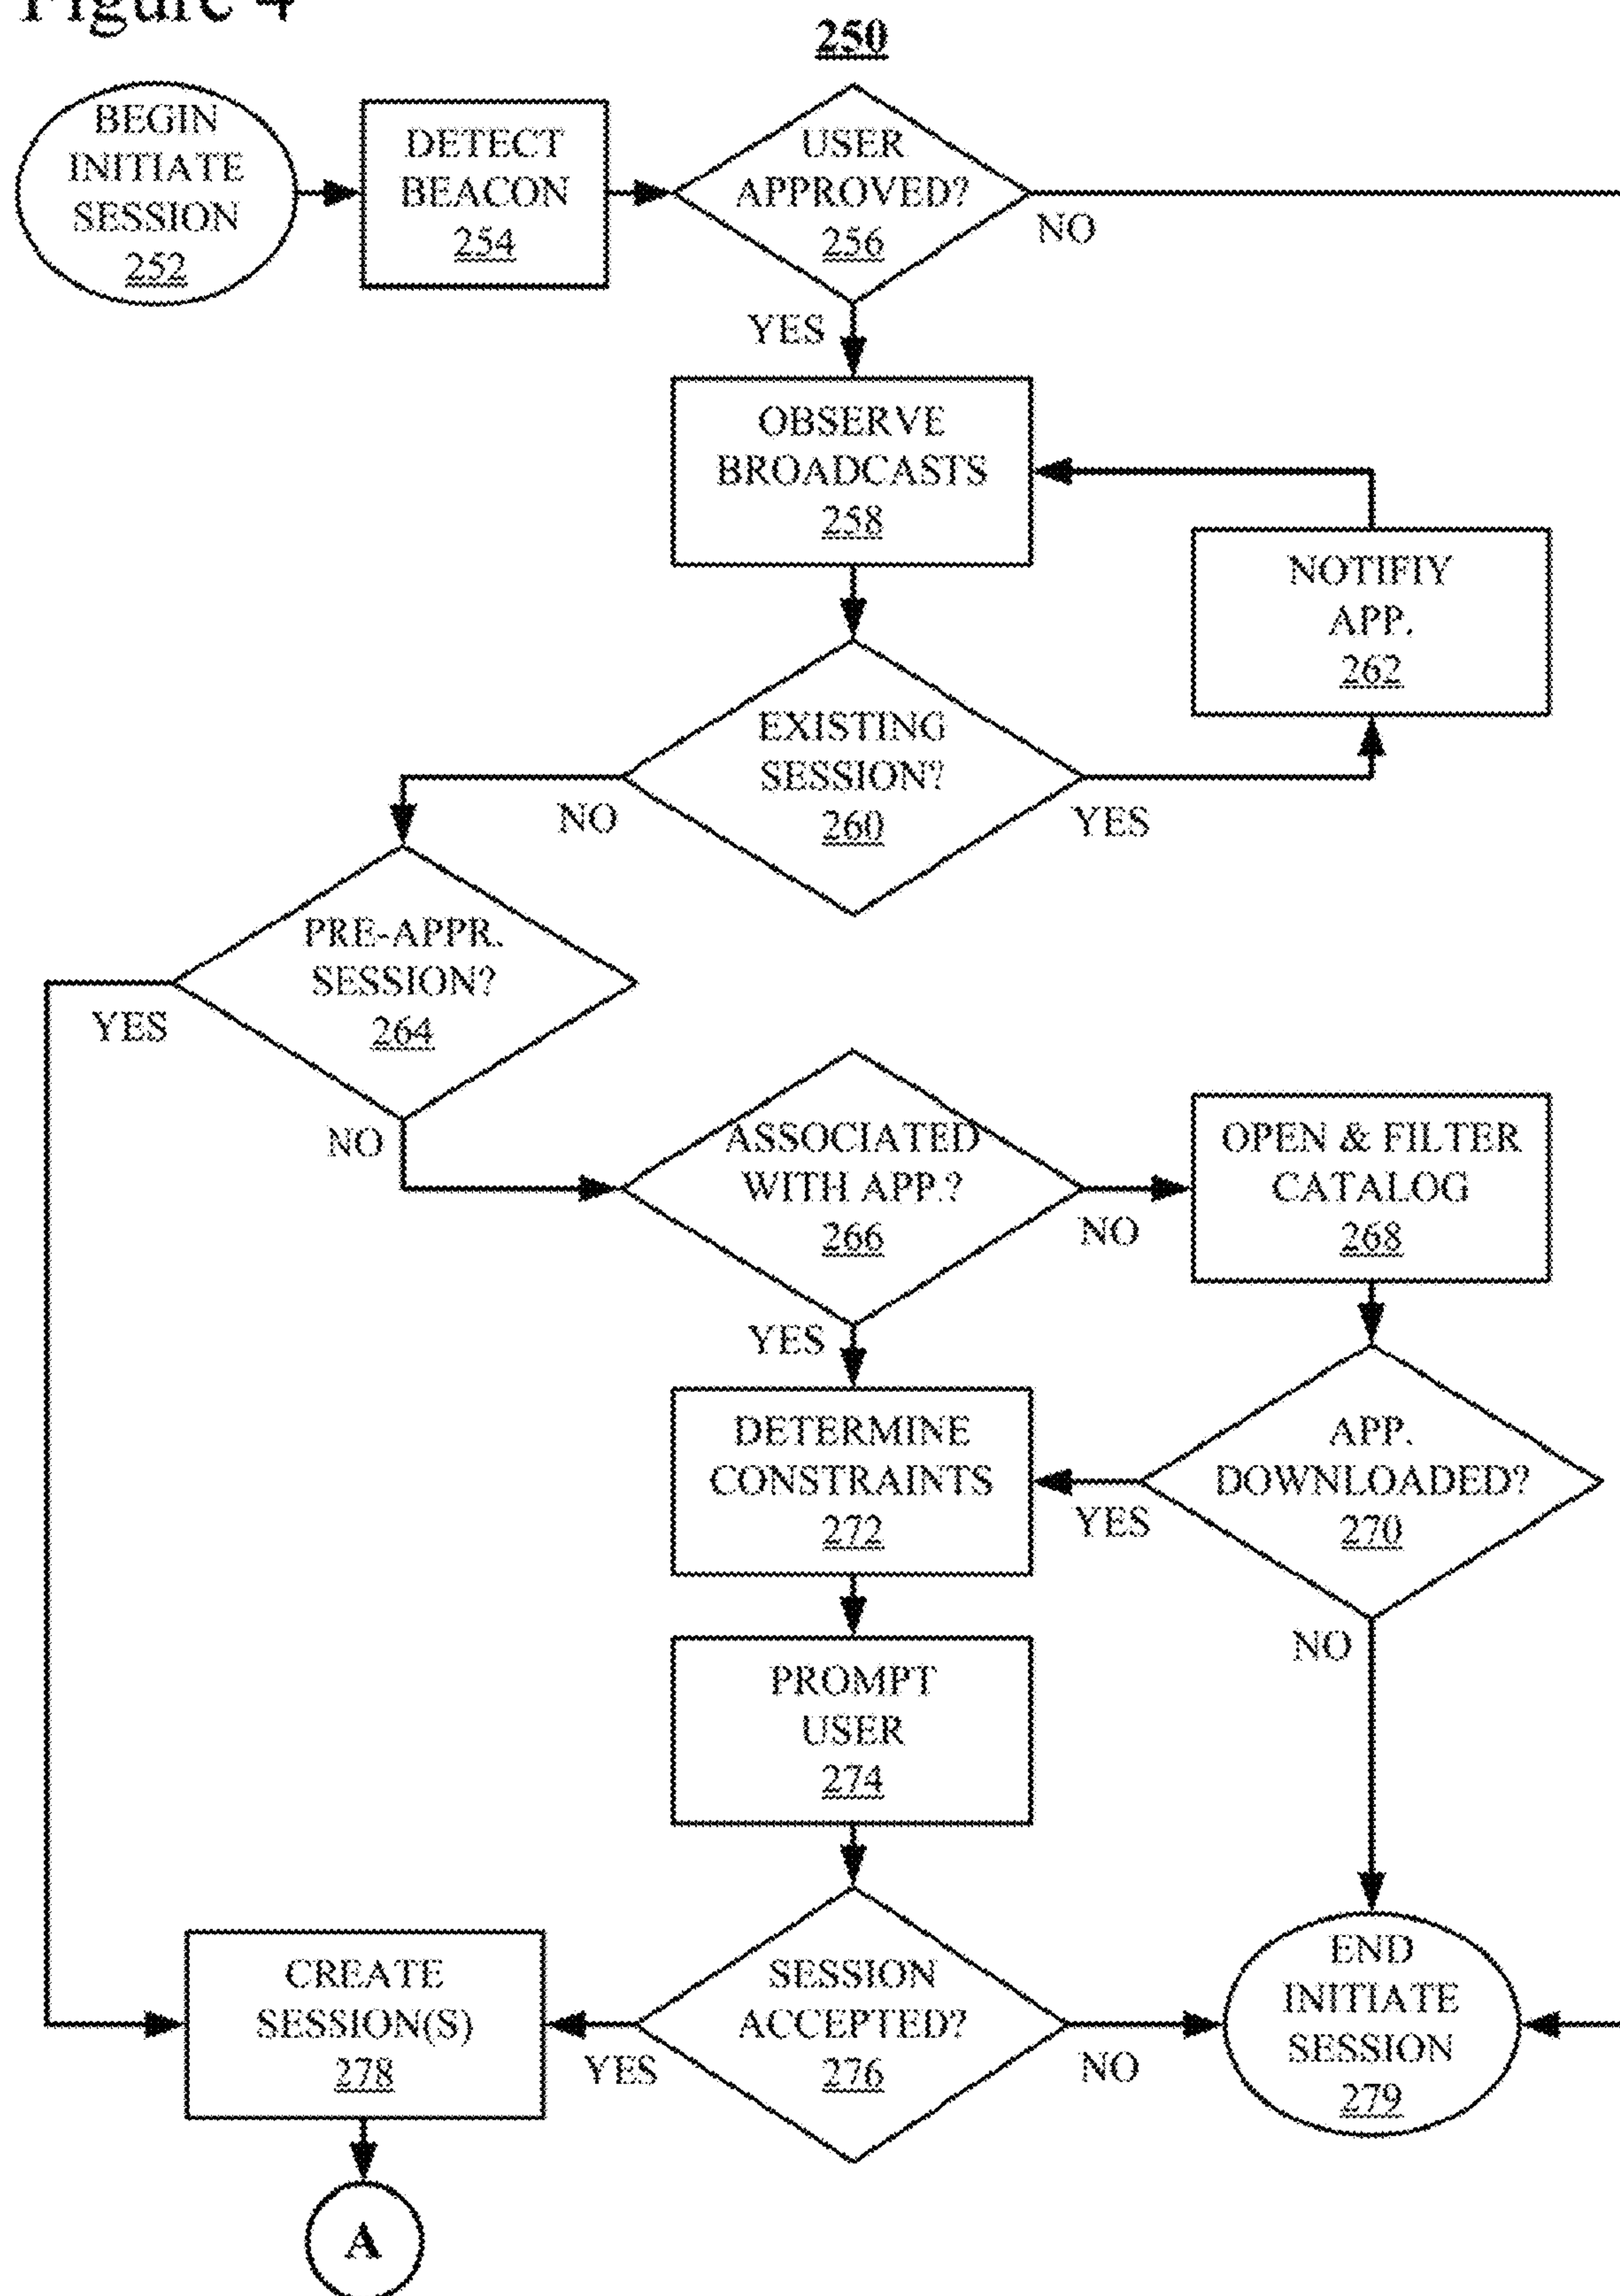 Figure 4
250
BEGIN
INITIATE
SESSION
252
DETECT
BEACON
254
USER
APPROVED?
256
NO
YES
OBSERVE
BROADCASTS
258
NOTIFIY
APP.
262
EXISTING
SESSION?
260
NO
YES
PRE-APPR.
SESSION?
264
YES
NO
ASSOCIATED
WITH APP.?
266
NO
YES
OPEN & FILTER
CATALOG
268
DETERMINE
CONSTRAINTS
272
APP.
DOWNLOADED?
270
YES
NO
PROMPT
USER
274
CREATE
SESSION(S)
278
SESSION
ACCEPTED?
276
YES
NO
END
INITIATE
SESSION
279
A